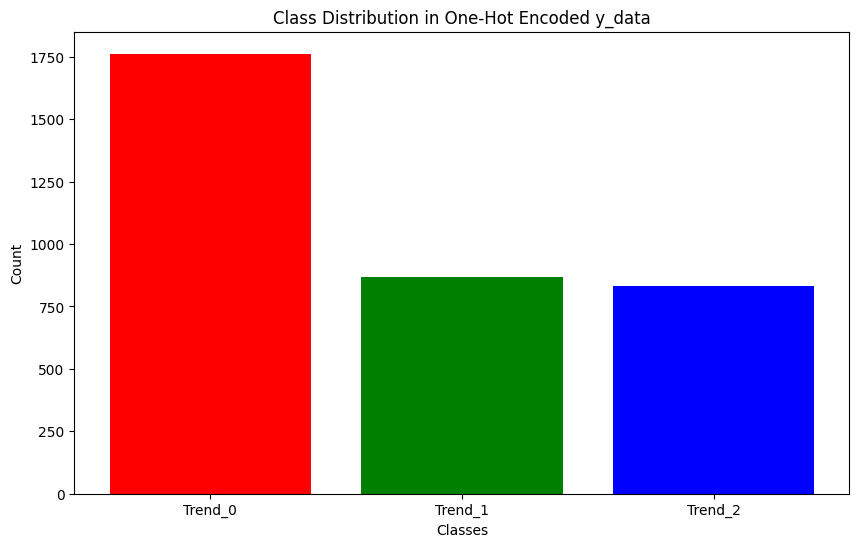 Class Distribution in One-Hot Encoded y_data
1750
1500
1250
1000
750
500
250
0
Count
Trend_0 Trend_1 Trend_2
Classes